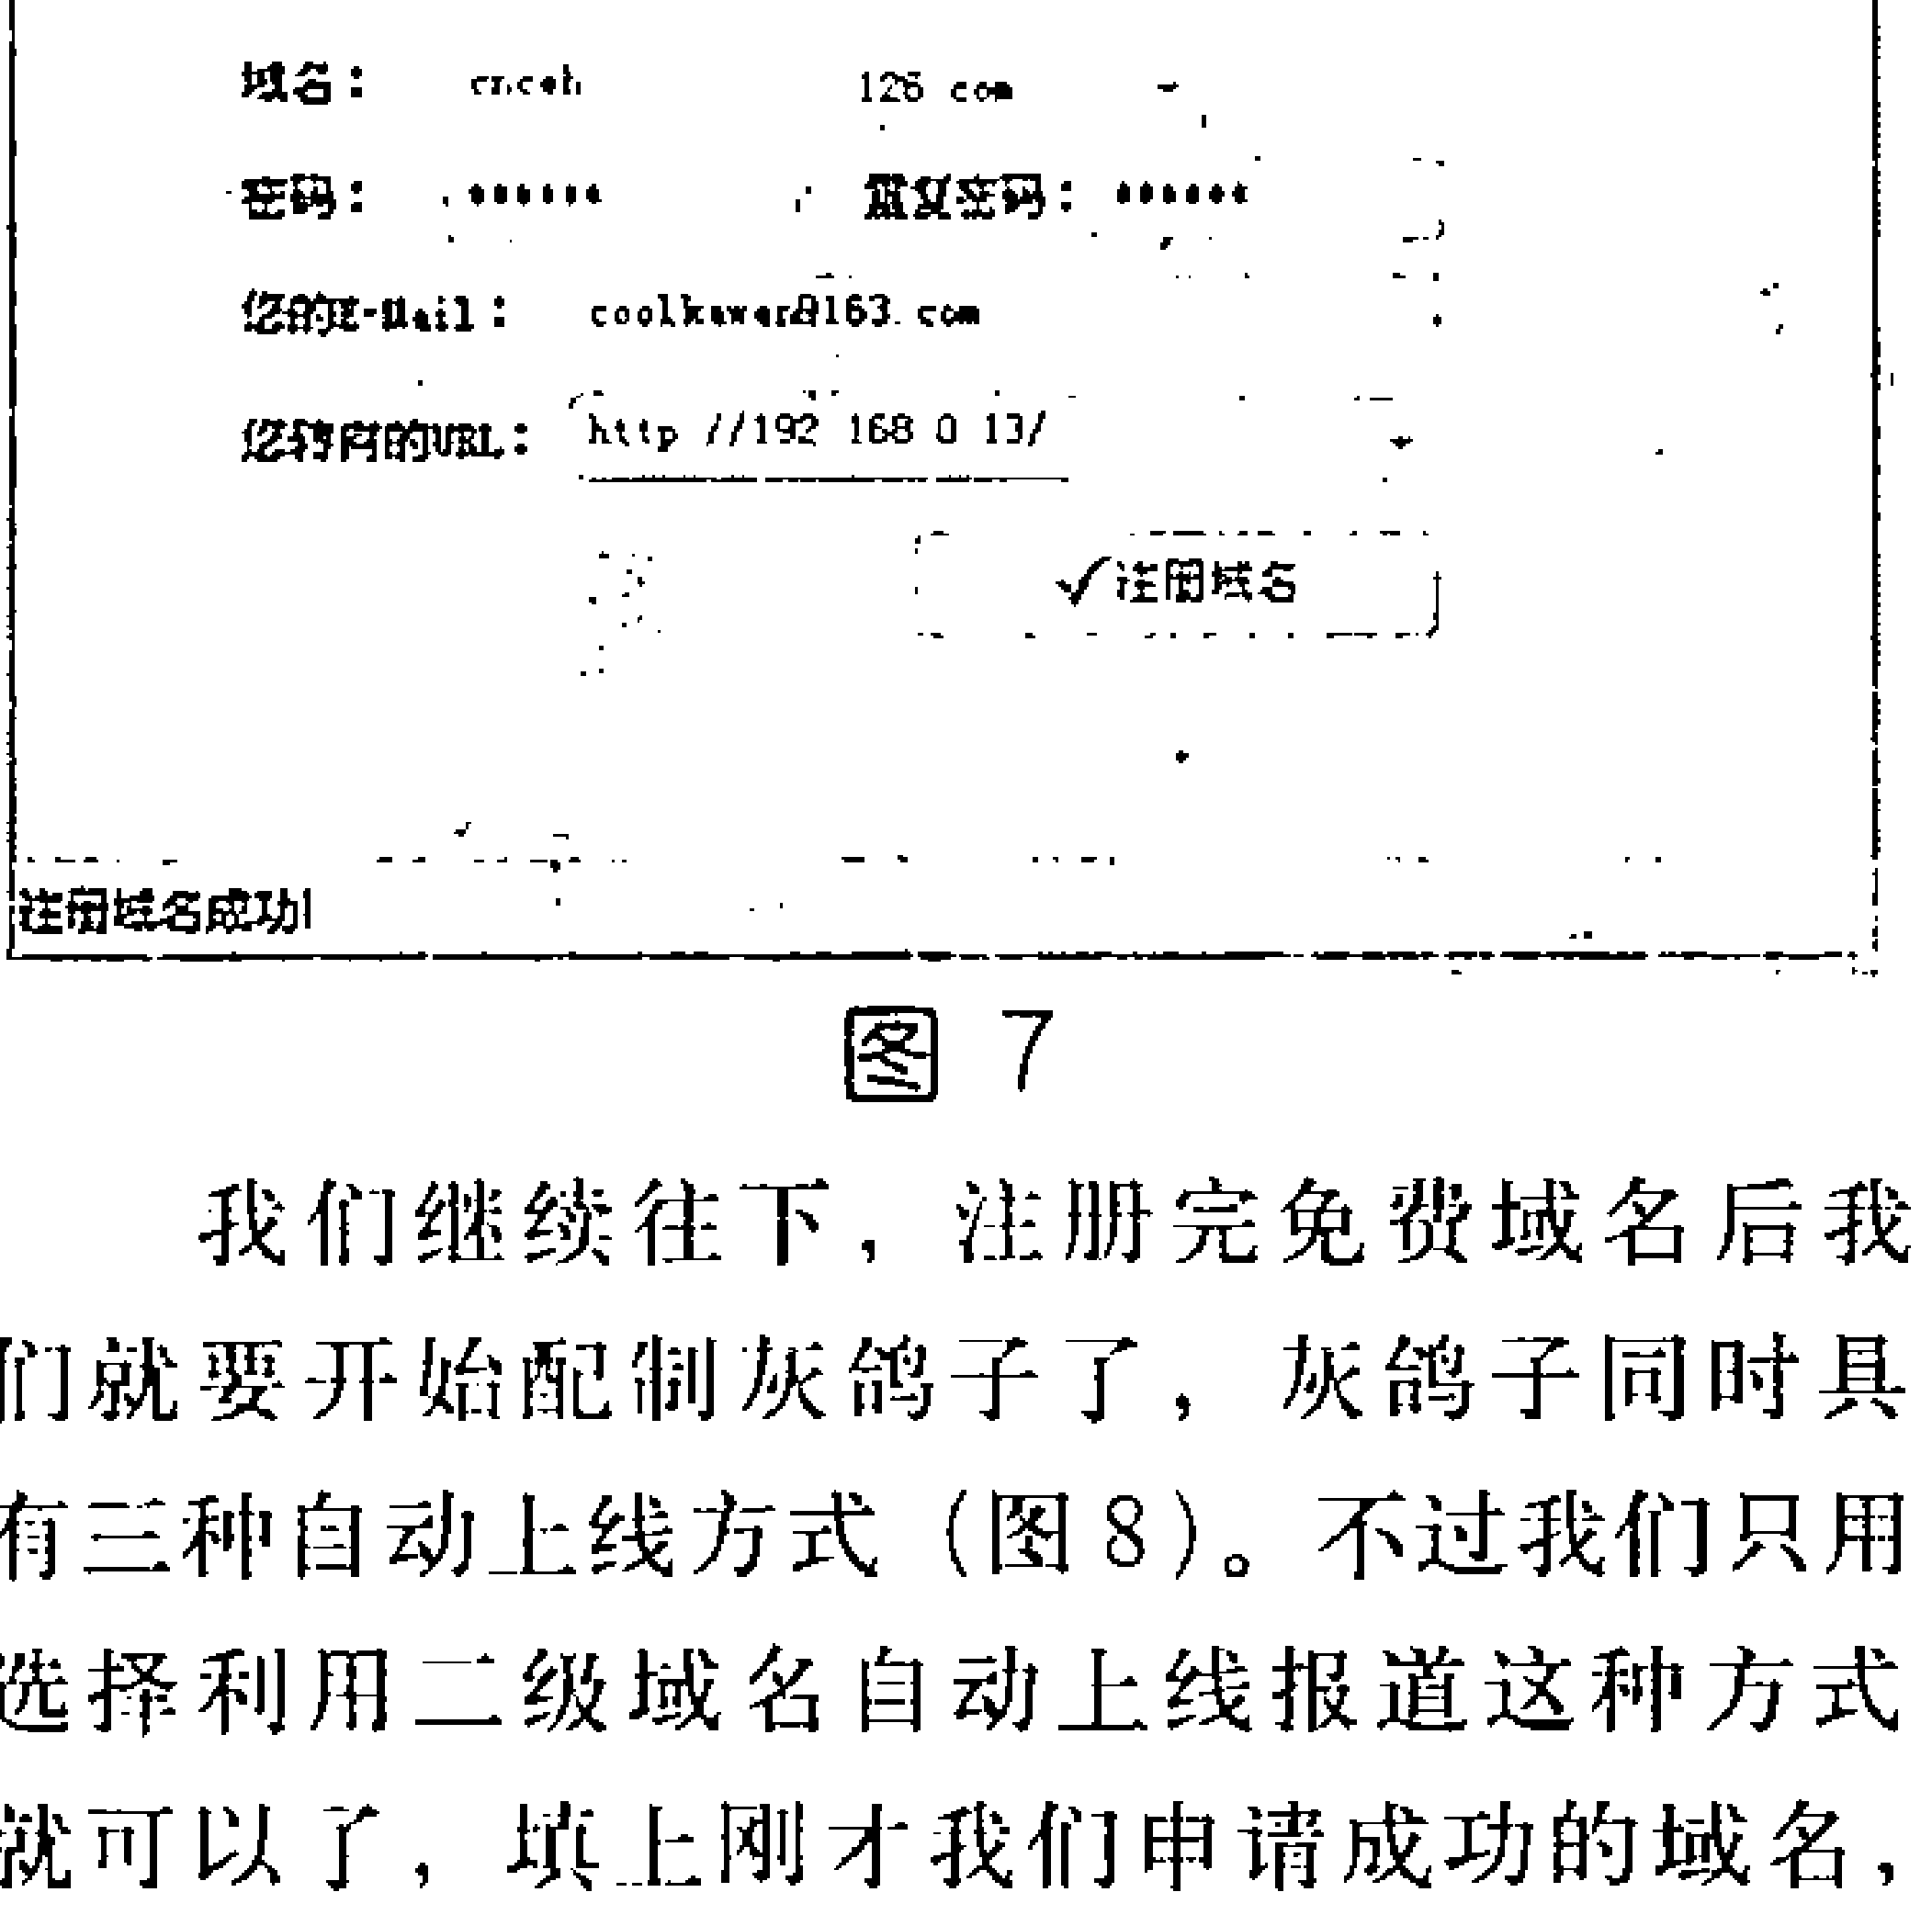 域名： 126 com
密码： •••••• 重复密码： ••••••
您的E-Mail：
您转向的URL： http //192 168 0 13/
✓注册域名
注册域名成功!
图 7
我们继续往下，注册完免费域名后我
们就要开始配制灰鸽子了，灰鸽子同时具
有三种自动上线方式（图8）。不过我们只用
选择利用二级域名自动上线报道这种方式
就可以了，填上刚才我们申请成功的域名，